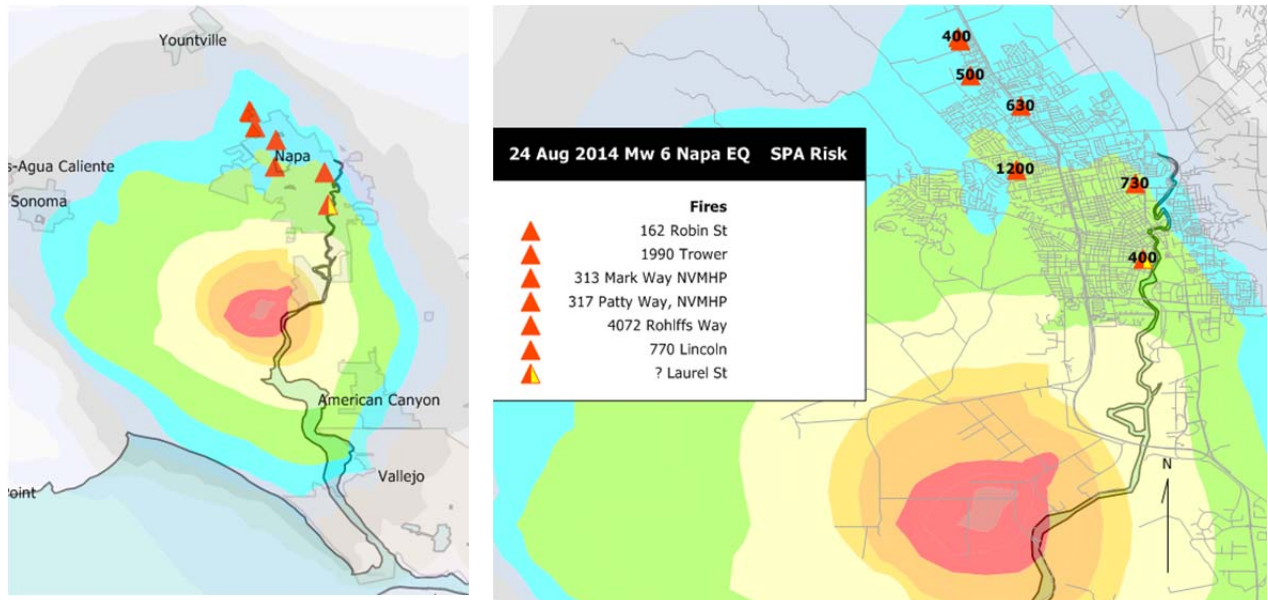 Yountville
Napa
s-Agua Caliente
Sonoma
American Canyon
Vallejo
oint
400
500
630
1200
730
400
24 Aug 2014 Mw 6 Napa EQ SPA Risk
Fires
162 Robin St
1990 Trower
313 Mark Way NVMHP
317 Patty Way, NVMHP
4072 Rohlffs Way
770 Lincoln
? Laurel St
N